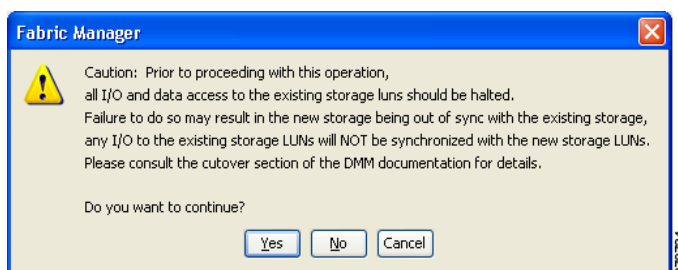 Fabric Manager
Caution: Prior to proceeding with this operation,
all I/O and data access to the existing storage luns should be halted.
Failure to do so may result in the new storage being out of sync with the existing storage,
any I/O to the existing storage LUNs will NOT be synchronized with the new storage LUNs.
Please consult the cutover section of the DMM documentation for details.
Do you want to continue?
Yes No Cancel